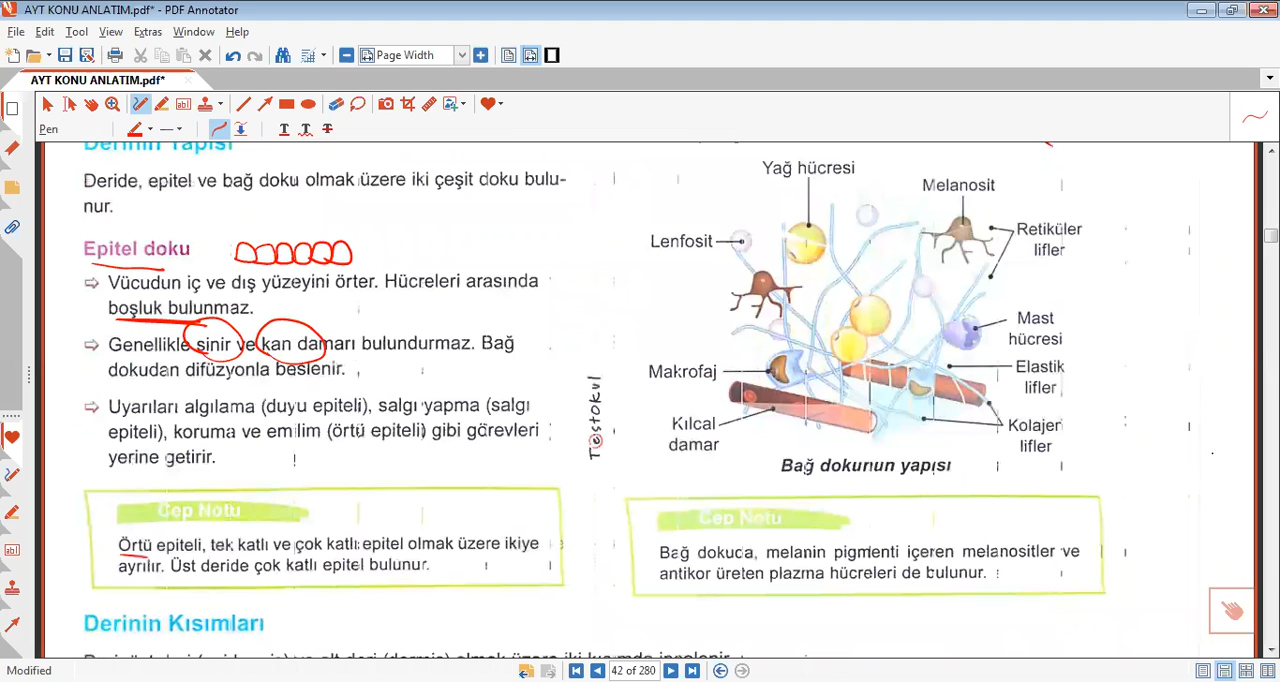 AYT KONU ANLATIM.pdf* - PDF Annotator
File Edit Tool View Extras Window Help
Page Width
AYT KONU ANLATIM.pdf*
Pen
Derinin Yapısı
Deride, epitel ve bağ doku olmak üzere iki çeşit doku bulu-
nur.
Epitel doku
Vücudun iç ve dış yüzeyini örter. Hücreleri arasında
boşluk bulunmaz.
Genellikle sinir ve kan damarı bulundurmaz. Bağ
dokudan difüzyonla beslenir.
Uyarıları algılama (duyu epiteli), salgı yapma (salgı
epiteli), koruma ve emilim (örtü epiteli) gibi görevleri
yerine getirir.
Cep Notu
Örtü epiteli, tek katlı ve çok katlı epitel olmak üzere ikiye
ayrılır. Üst deride çok katlı epitel bulunur.
Derinin Kısımları
Testokul
Yağ hücresi
Melanosit
Lenfosit
Retiküler
lifler
Mast
hücresi
Makrofaj
Elastik
lifler
Kılcal
damar
Kolajen
lifler
Bağ dokunun yapısı
Cep Notu
Bağ dokuda, melanin pigmenti içeren melanositler ve
antikor üreten plazma hücreleri de bulunur.
Modified
42 of 280